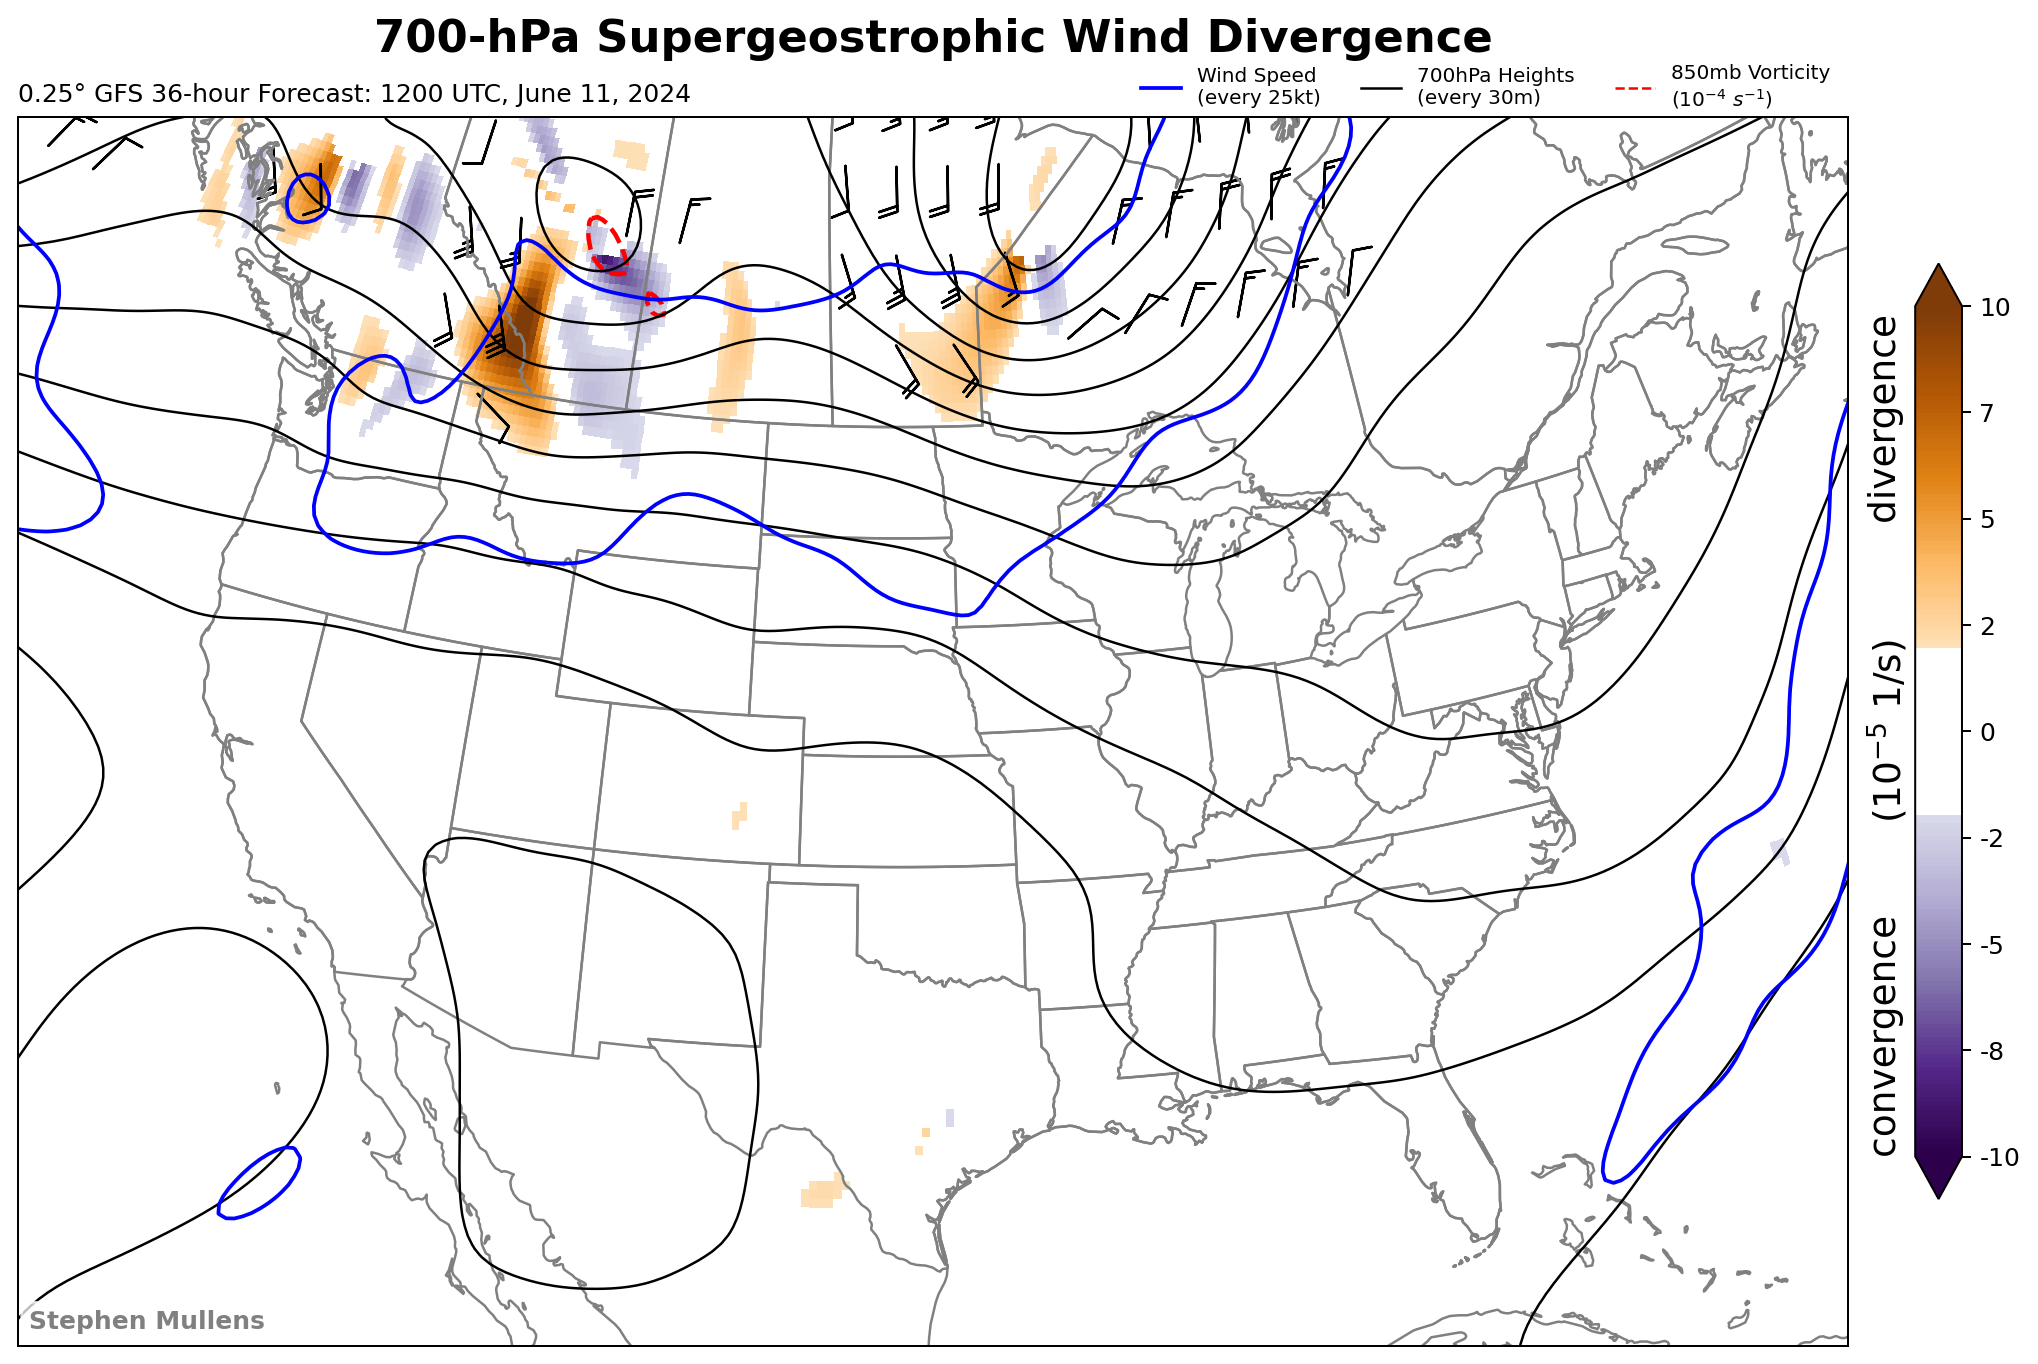 700-hPa Supergeostrophic Wind Divergence
0.25° GFS 36-hour Forecast: 1200 UTC, June 11, 2024
Wind Speed
(every 25kt)
700hPa Heights
(every 30m)
850mb Vorticity
(10⁻⁴ s⁻¹)
10
7
5
2
0
-2
-5
-8
-10
convergence (10⁻⁵ 1/s) divergence
Stephen Mullens